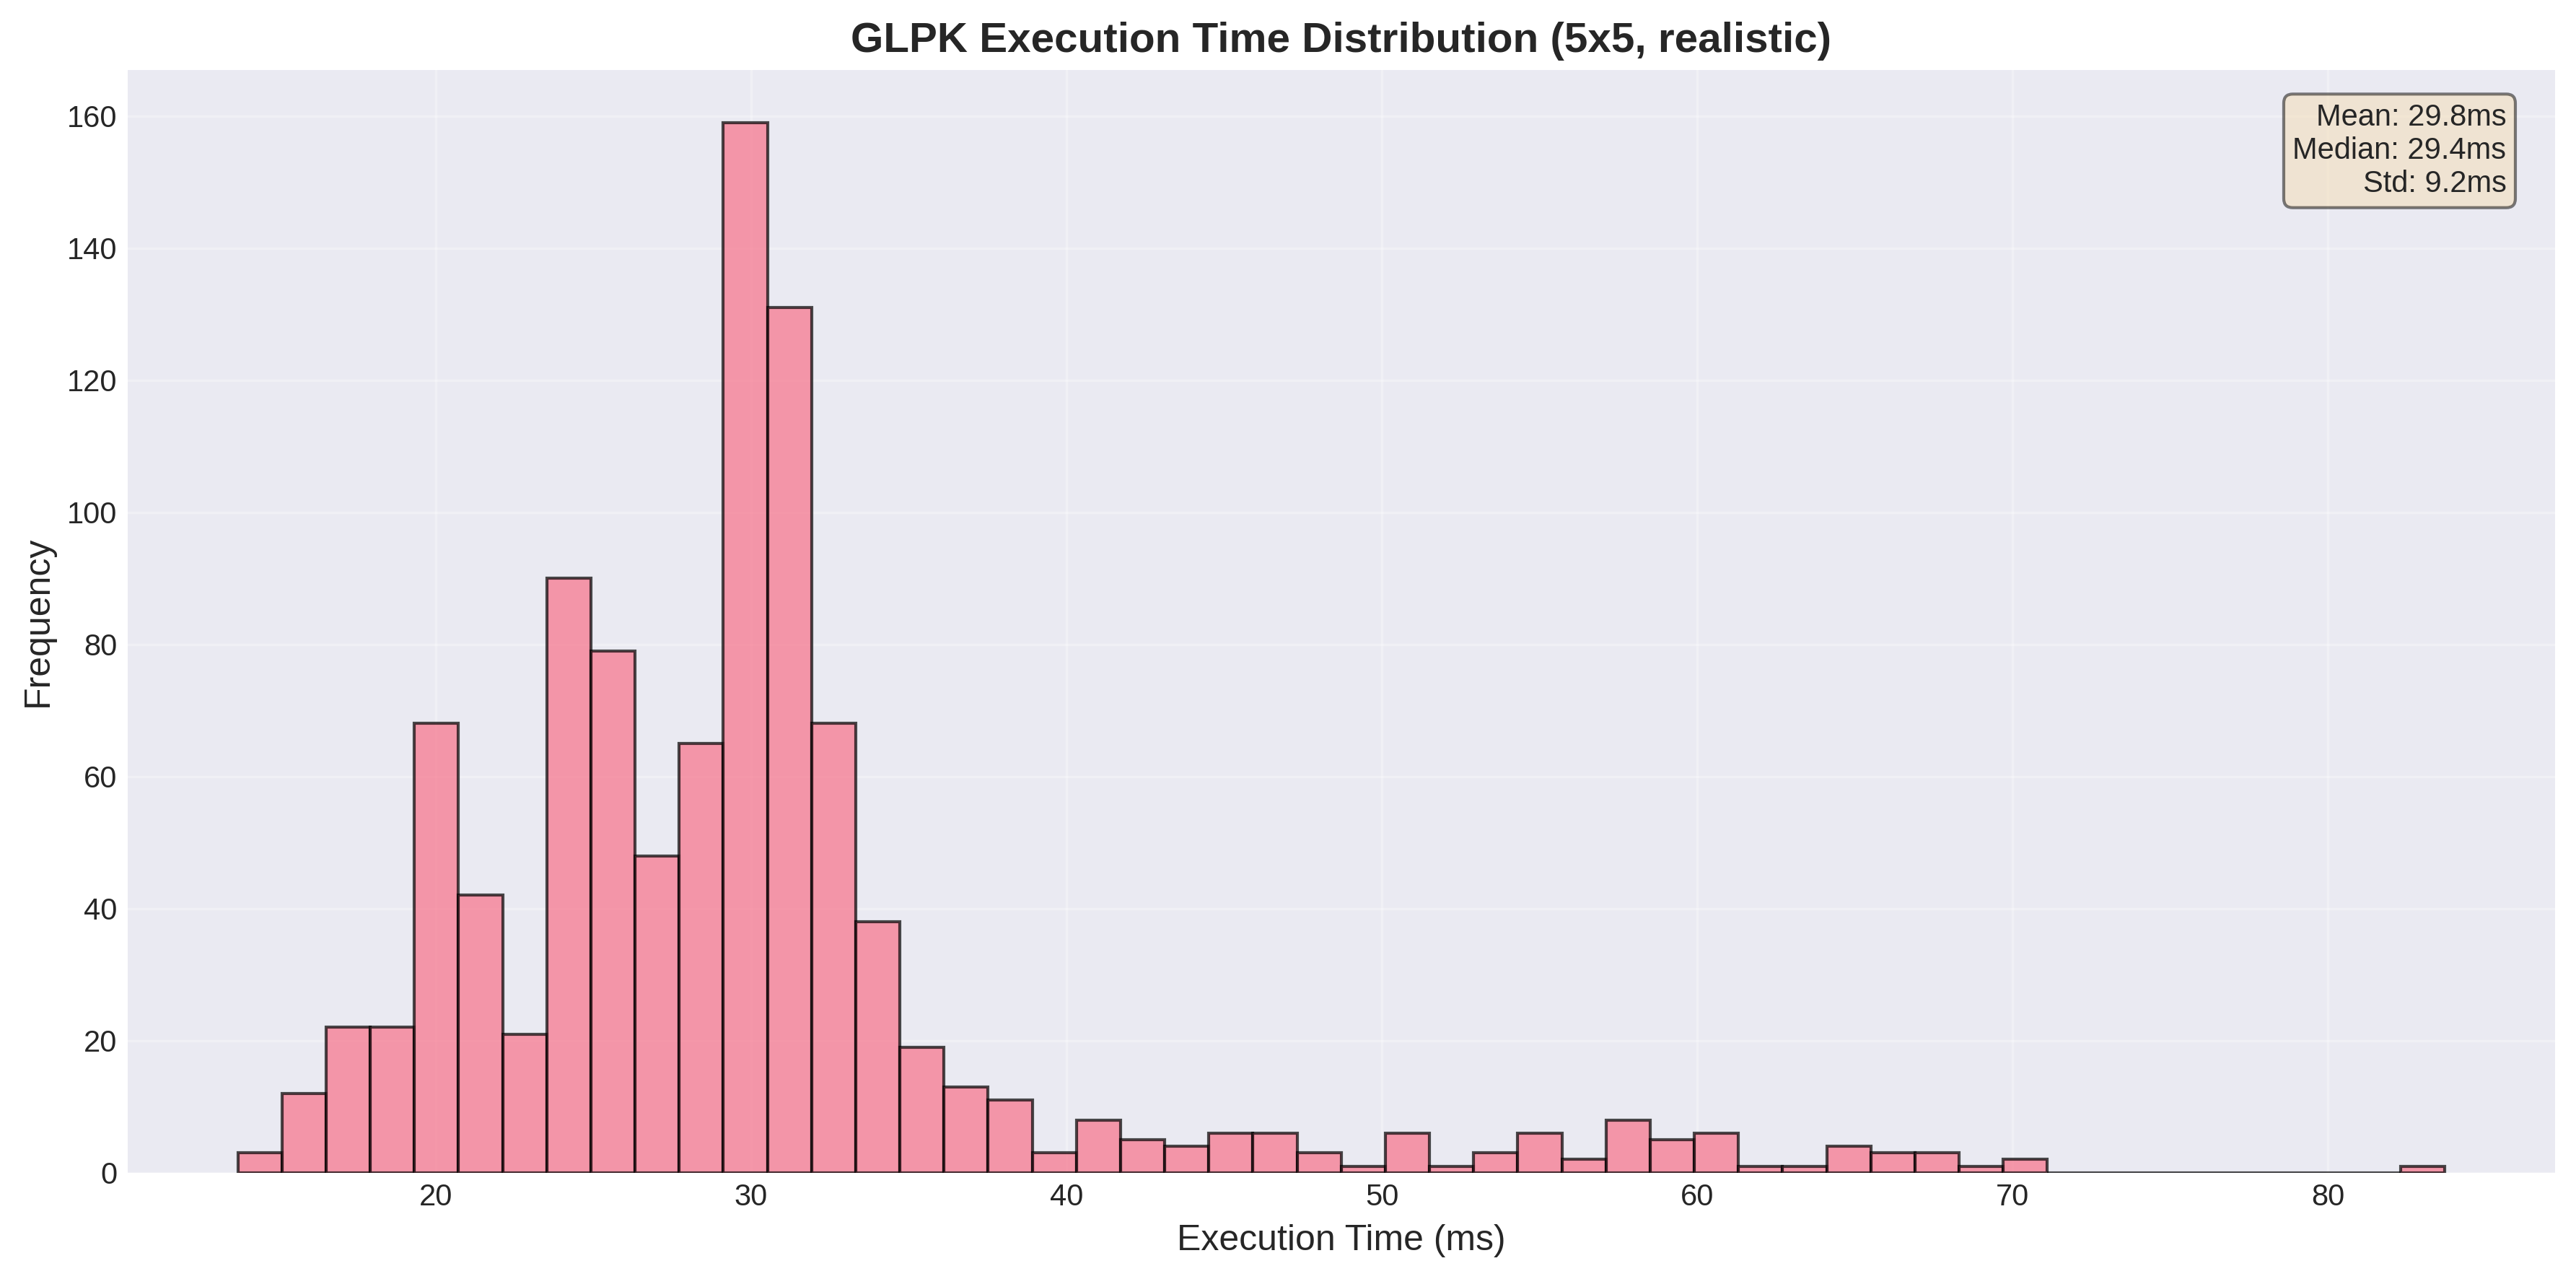 GLPK Execution Time Distribution (5x5, realistic)
Mean: 29.8ms
Median: 29.4ms
Std: 9.2ms
Frequency
160
140
120
100
80
60
40
20
0
20 30 40 50 60 70 80
Execution Time (ms)